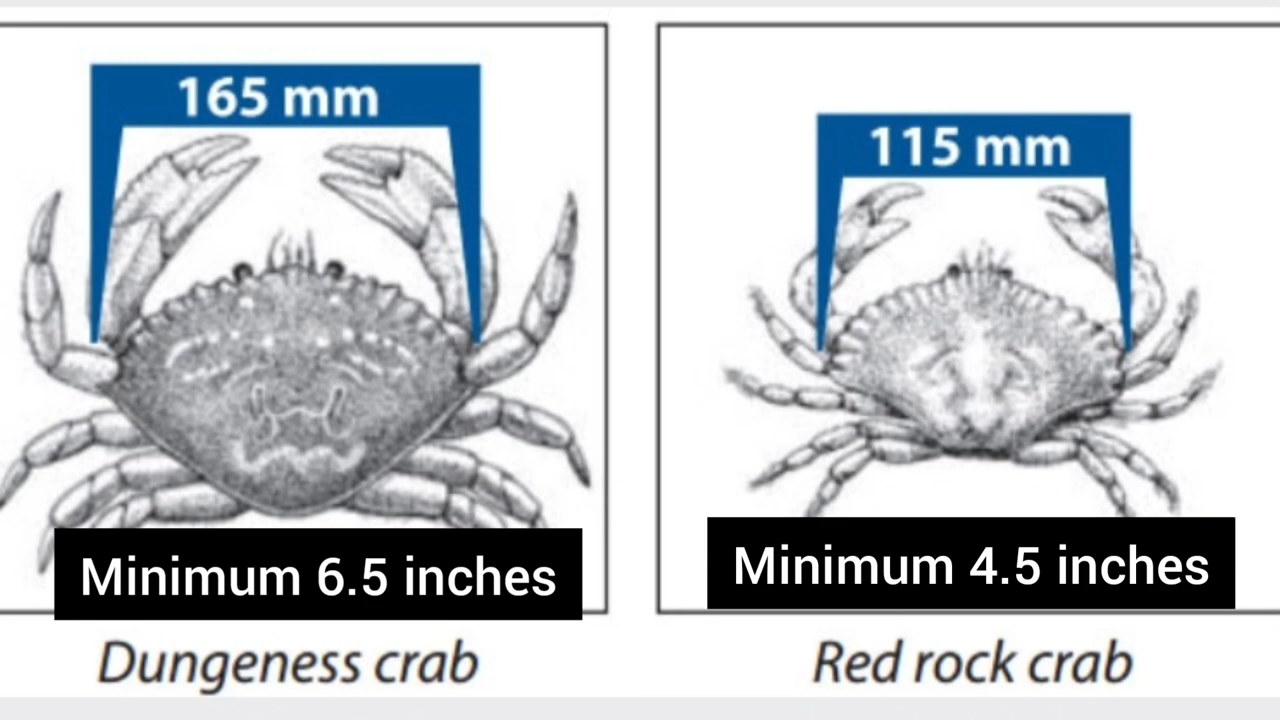 165 mm
Minimum 6.5 inches
Dungeness crab
115 mm
Minimum 4.5 inches
Red rock crab